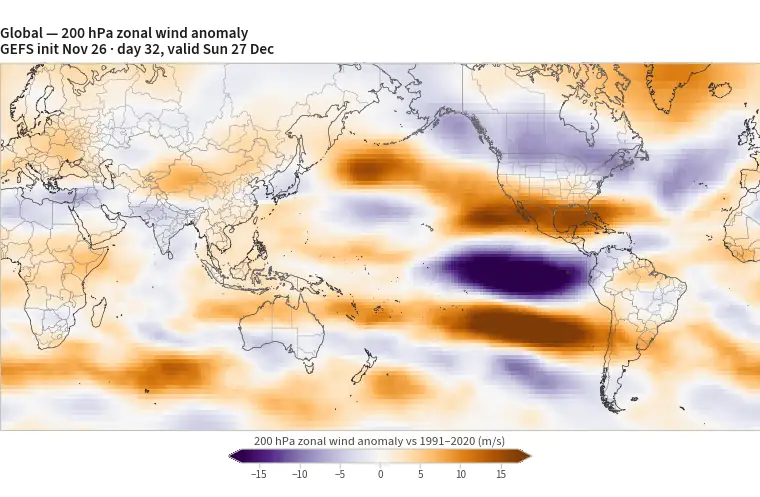 Global — 200 hPa zonal wind anomaly
GEFS init Nov 26 · day 32, valid Sun 27 Dec
200 hPa zonal wind anomaly vs 1991–2020 (m/s)
−15 −10 −5 0 5 10 15